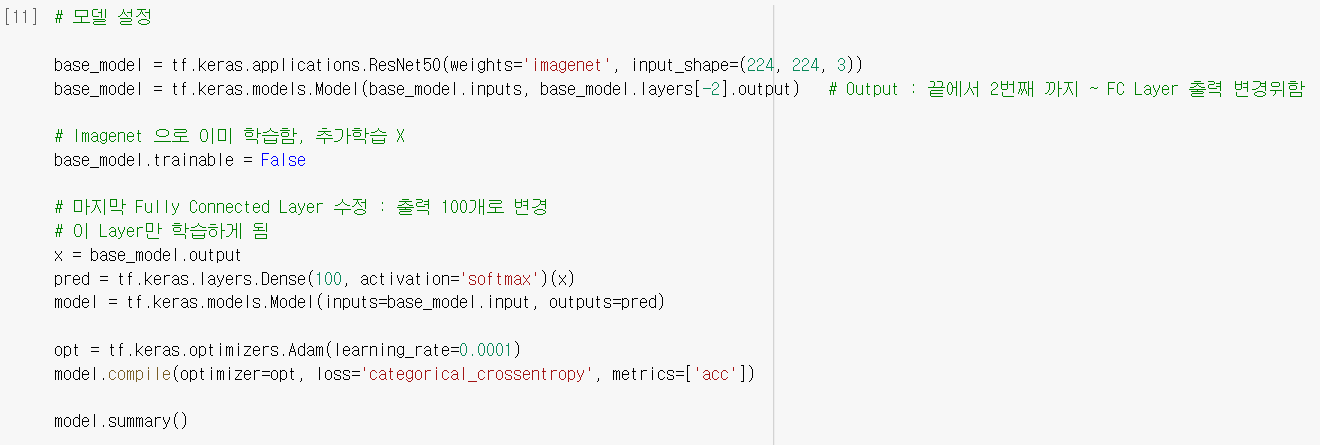 [11] # 모델 설정
base_model = tf.keras.applications.ResNet50(weights='imagenet', input_shape=(224, 224, 3))
base_model = tf.keras.models.Model(base_model.inputs, base_model.layers[-2].output)   # Output : 끝에서 2번째 까지 ~ FC Layer 출력 변경위함
# Imagenet 으로 이미 학습함, 추가학습 X
base_model.trainable = False
# 마지막 Fully Connected Layer 수정 : 출력 100개로 변경
# 이 Layer만 학습하게 됨
x = base_model.output
pred = tf.keras.layers.Dense(100, activation='softmax')(x)
model = tf.keras.models.Model(inputs=base_model.input, outputs=pred)
opt = tf.keras.optimizers.Adam(learning_rate=0.0001)
model.compile(optimizer=opt, loss='categorical_crossentropy', metrics=['acc'])
model.summary()